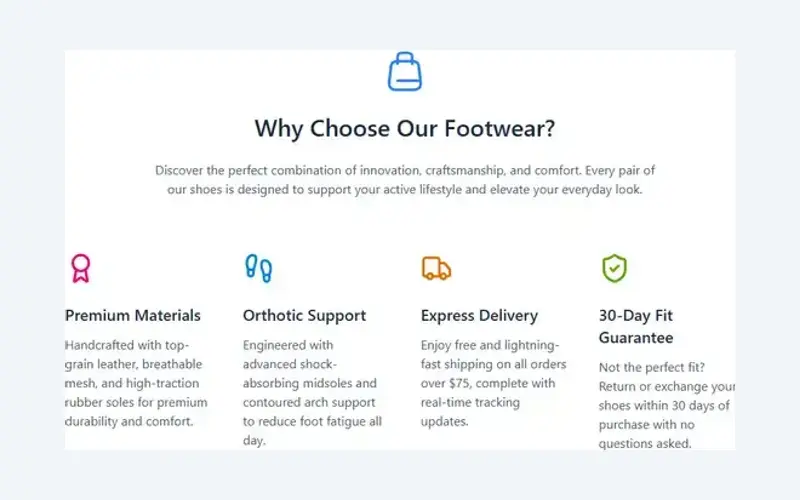 Why Choose Our Footwear?
Discover the perfect combination of innovation, craftsmanship, and comfort. Every pair of
our shoes is designed to support your active lifestyle and elevate your everyday look.
Premium Materials
Handcrafted with top-
grain leather, breathable
mesh, and high-traction
rubber soles for premium
durability and comfort.
Orthotic Support
Engineered with
advanced shock-
absorbing midsoles and
contoured arch support
to reduce foot fatigue all
day.
Express Delivery
Enjoy free and lightning-
fast shipping on all orders
over $75, complete with
real-time tracking
updates.
30-Day Fit
Guarantee
Not the perfect fit?
Return or exchange your
shoes within 30 days of
purchase with no
questions asked.